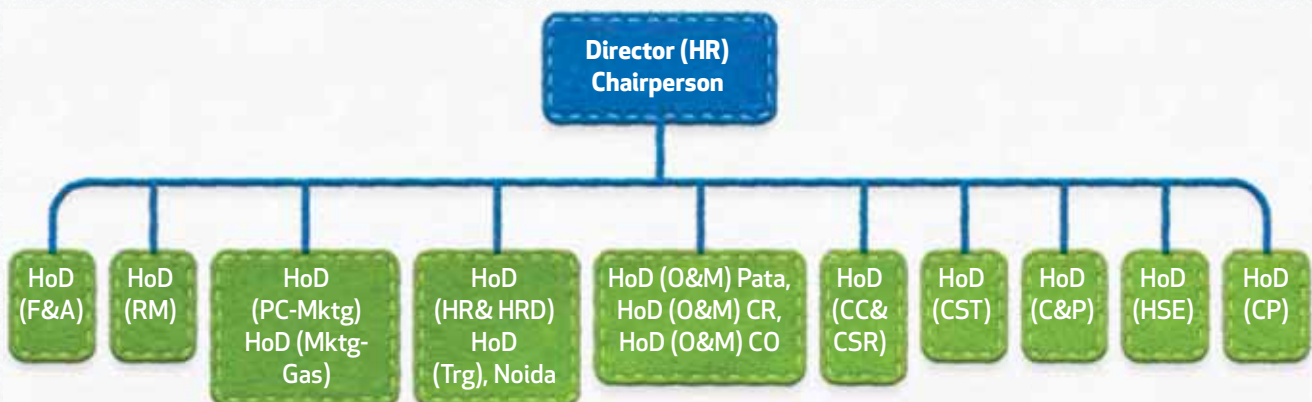 Director (HR)
Chairperson
HoD
(F&A)
HoD
(RM)
HoD
(PC-Mktg)
HoD (Mktg-
Gas)
HoD
(HR& HRD)
HoD
(Trg), Noida
HoD (O&M) Pata,
HoD (O&M) CR,
HoD (O&M) CO
HoD
(CC&
CSR)
HoD
(CST)
HoD
(C&P)
HoD
(HSE)
HoD
(CP)